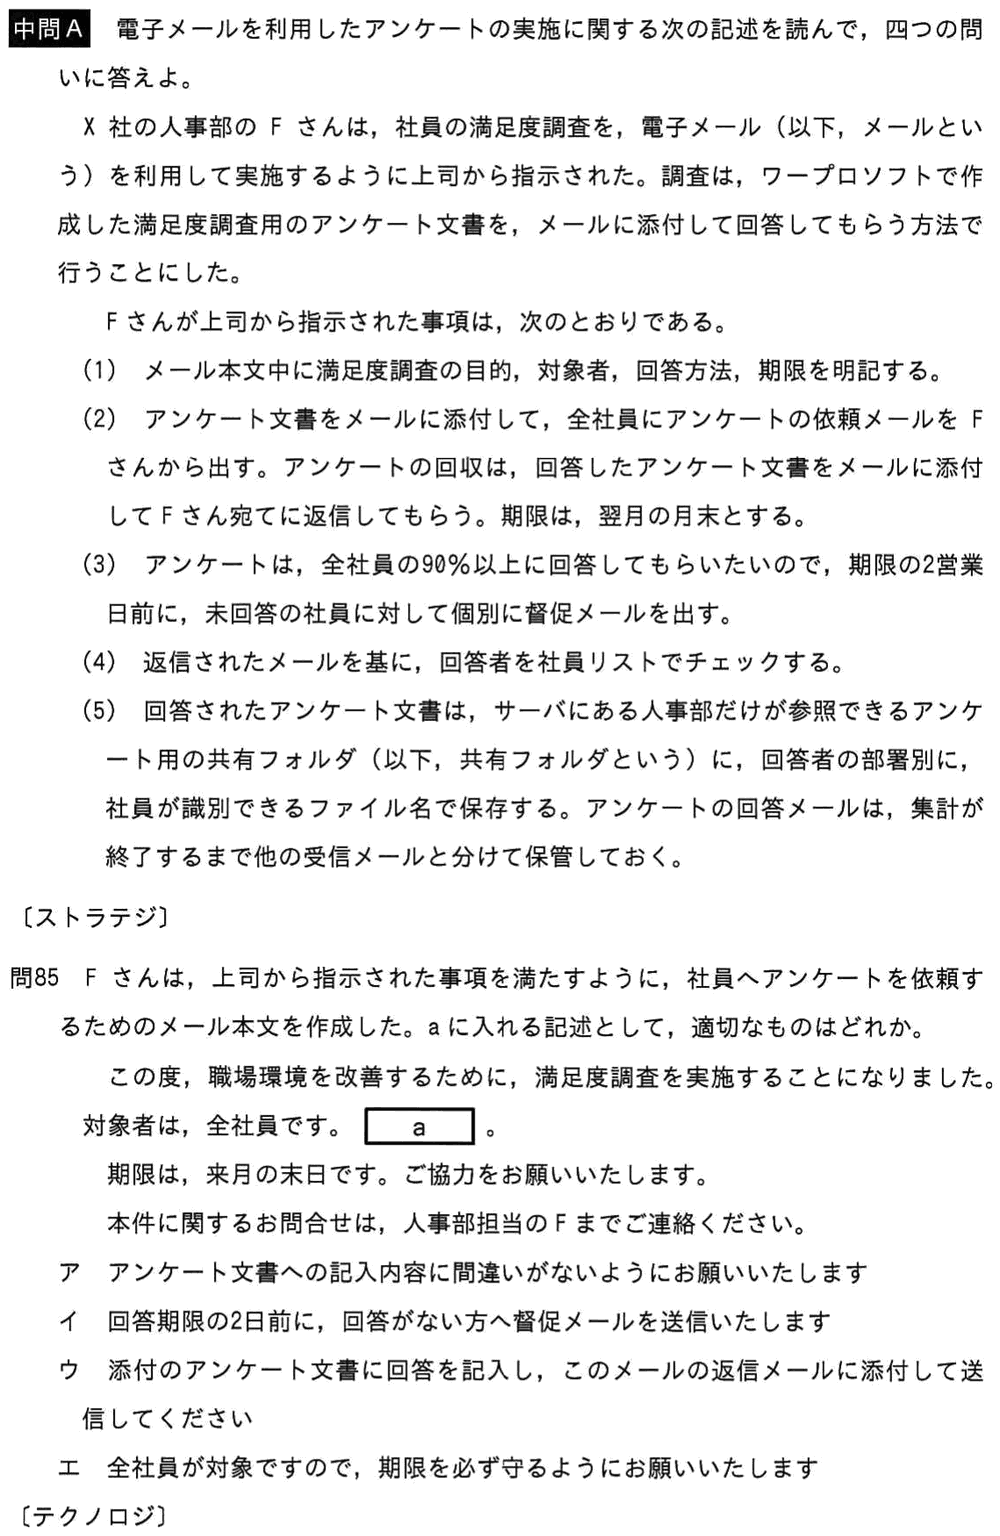 中問A 電子メールを利用したアンケートの実施に関する次の記述を読んで，四つの問
いに答えよ。
X 社の人事部の F さんは，社員の満足度調査を，電子メール（以下，メールとい
う）を利用して実施するように上司から指示された。調査は，ワープロソフトで作
成した満足度調査用のアンケート文書を，メールに添付して回答してもらう方法で
行うことにした。
F さんが上司から指示された事項は，次のとおりである。
(1) メール本文中に満足度調査の目的，対象者，回答方法，期限を明記する。
(2) アンケート文書をメールに添付して，全社員にアンケートの依頼メールを F
さんから出す。アンケートの回収は，回答したアンケート文書をメールに添付
して F さん宛てに返信してもらう。期限は，翌月の月末とする。
(3) アンケートは，全社員の90％以上に回答してもらいたいので，期限の2営業
日前に，未回答の社員に対して個別に督促メールを出す。
(4) 返信されたメールを基に，回答者を社員リストでチェックする。
(5) 回答されたアンケート文書は，サーバにある人事部だけが参照できるアンケ
ート用の共有フォルダ（以下，共有フォルダという）に，回答者の部署別に，
社員が識別できるファイル名で保存する。アンケートの回答メールは，集計が
終了するまで他の受信メールと分けて保管しておく。
〔ストラテジ〕
問85 F さんは，上司から指示された事項を満たすように，社員へアンケートを依頼す
るためのメール本文を作成した。a に入れる記述として，適切なものはどれか。
この度，職場環境を改善するために，満足度調査を実施することになりました。
対象者は，全社員です。 a 。
期限は，来月の末日です。ご協力をお願いいたします。
本件に関するお問合せは，人事部担当の F までご連絡ください。
ア アンケート文書への記入内容に間違いがないようにお願いいたします
イ 回答期限の2日前に，回答がない方へ督促メールを送信いたします
ウ 添付のアンケート文書に回答を記入し，このメールの返信メールに添付して送
信してください
エ 全社員が対象ですので，期限を必ず守るようにお願いいたします
〔テクノロジ〕